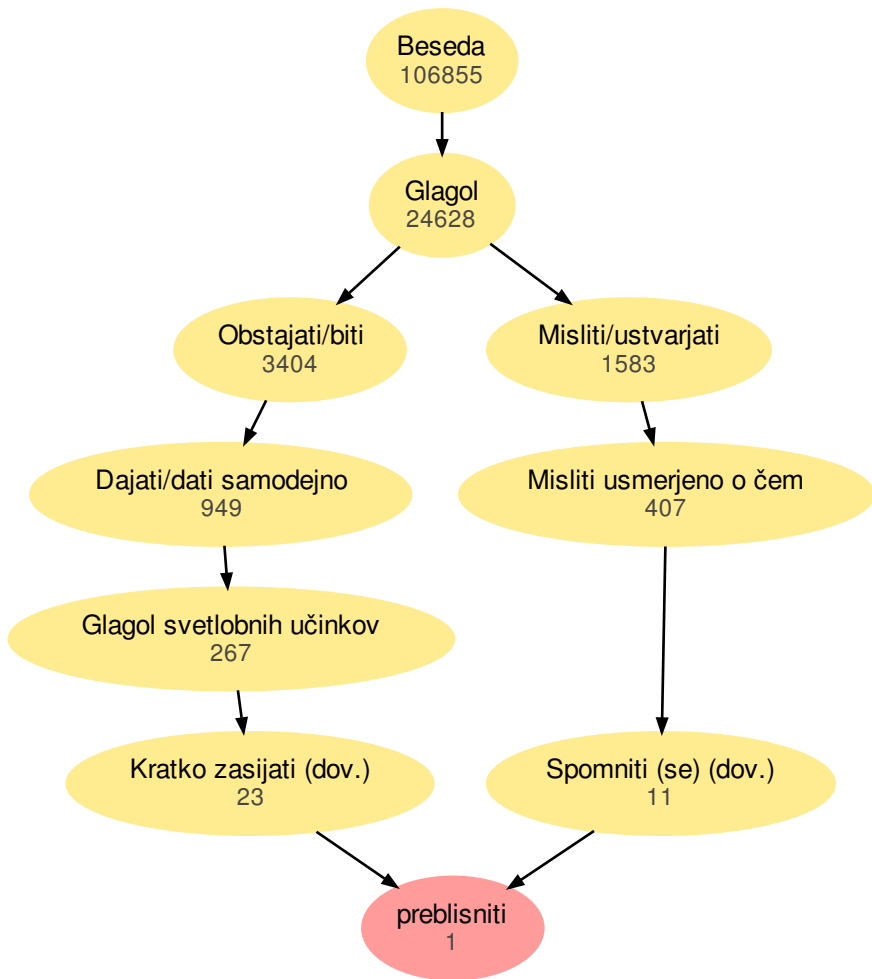 Beseda
106855
Glagol
24628
Obstajati/biti
3404
Misliti/ustvarjati
1583
Dajati/dati samodejno
949
Misliti usmerjeno o čem
407
Glagol svetlobnih učinkov
267
Kratko zasijati (dov.)
23
Spomniti (se) (dov.)
11
preblisniti
1